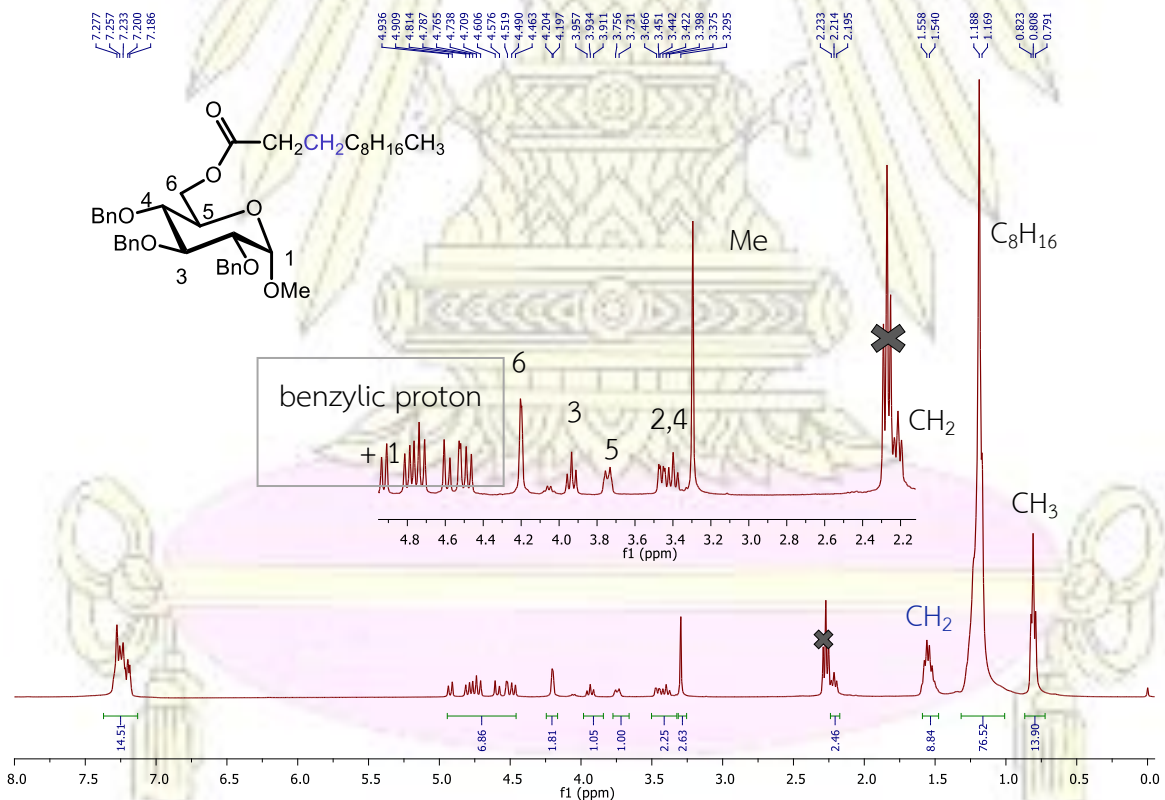 7.277 7.257 7.233 7.200 7.186 4.936 4.909 4.814 4.787 4.765 4.738 4.709 4.606 4.576 4.519 4.490 4.463 4.204 4.197 3.957 3.934 3.911 3.756 3.731 3.466 3.451 3.442 3.422 3.398 3.375 3.295 2.233 2.214 2.195 1.558 1.540 1.188 1.169 0.823 0.808 0.791
O
CH₂CH₂C₈H₁₆CH₃
O
6
4
BnO
5
O
BnO
3
BnO
1
OMe
Me
C₈H₁₆
6
benzylic proton
+ 1
3
5
2,4
CH₂
4.8 4.6 4.4 4.2 4.0 3.8 3.6 3.4 3.2 3.0 2.8 2.6 2.4 2.2
f1 (ppm)
CH₃
CH₂
14.51 6.86 1.81 1.05 1.00 2.25 2.63 2.46 8.84 76.52 13.90
8.0 7.5 7.0 6.5 6.0 5.5 5.0 4.5 4.0 3.5 3.0 2.5 2.0 1.5 1.0 0.5 0.0
f1 (ppm)